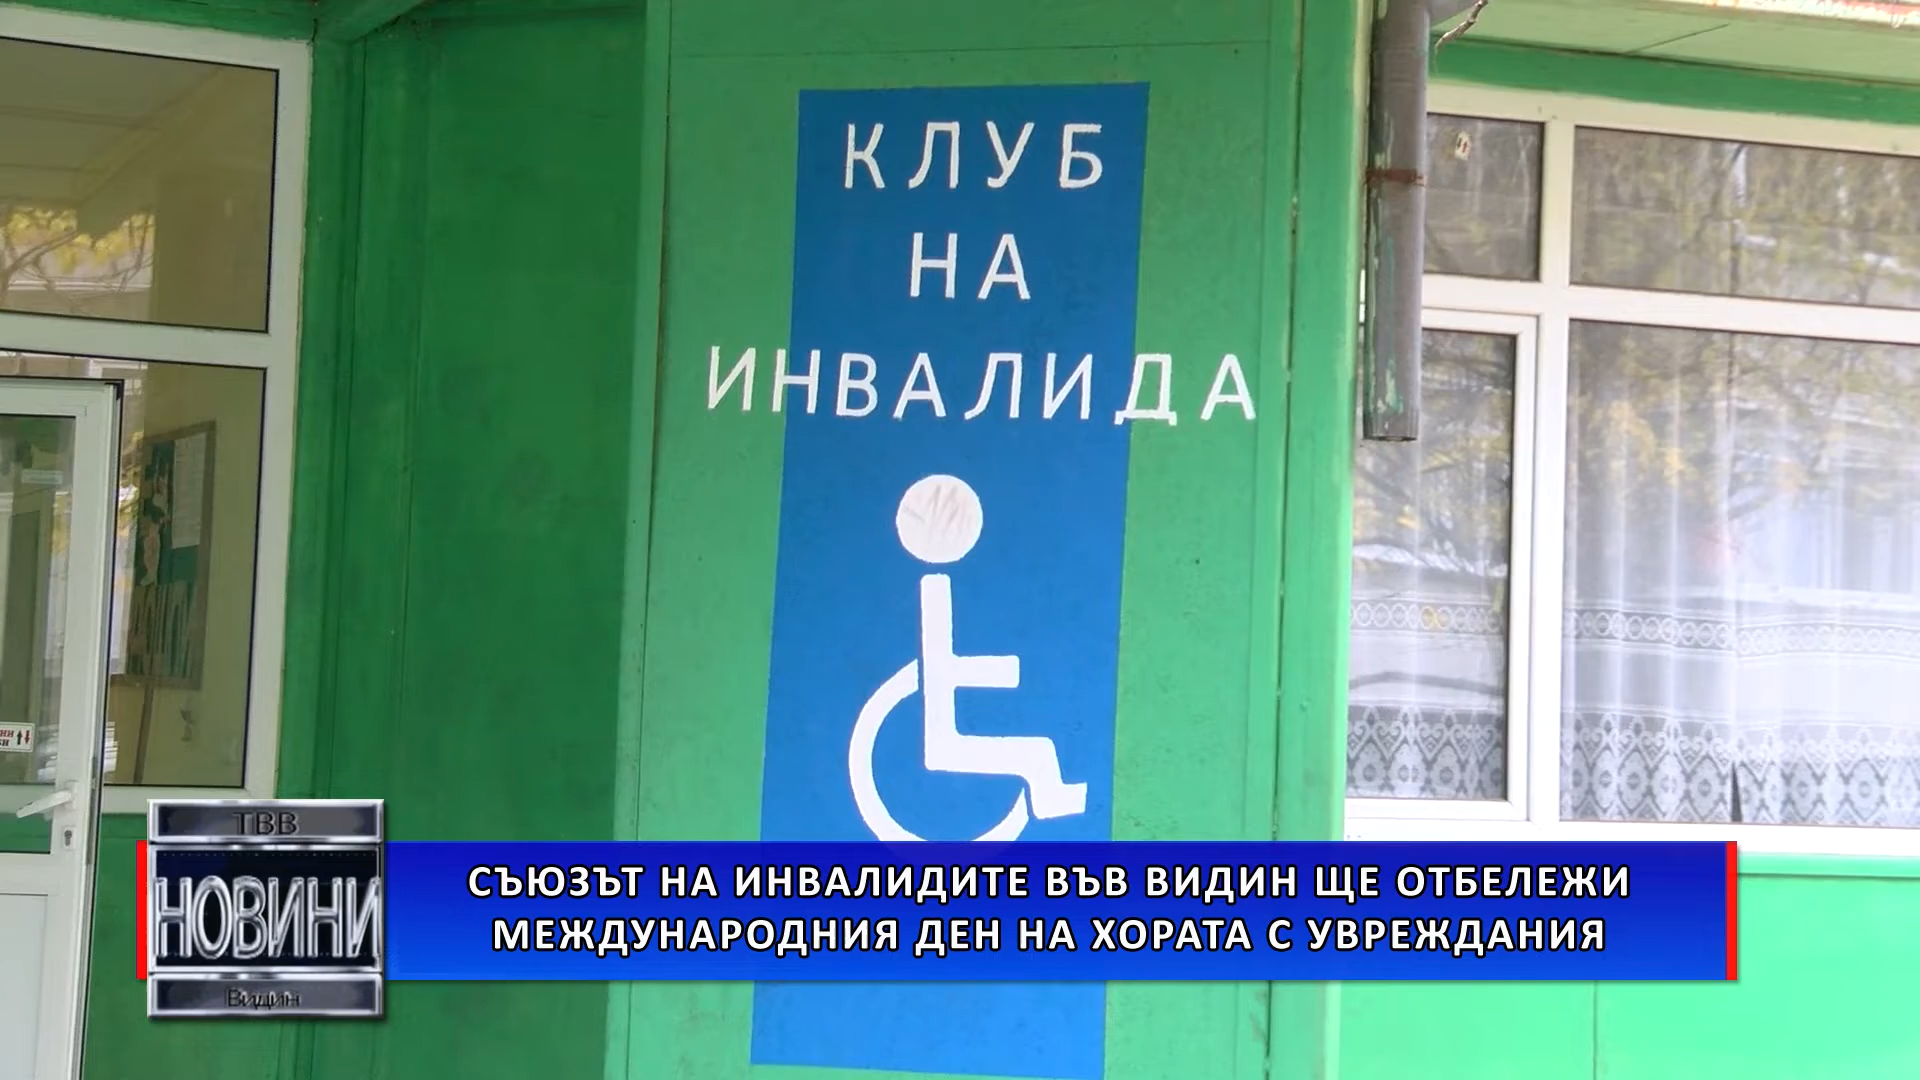 КЛУБ
НА
ИНВАЛИДА
ТВВ
НОВИНИ
Видин
СЪЮЗЪТ НА ИНВАЛИДИТЕ ВЪВ ВИДИН ЩЕ ОТБЕЛЕЖИ
МЕЖДУНАРОДНИЯ ДЕН НА ХОРАТА С УВРЕЖДАНИЯ